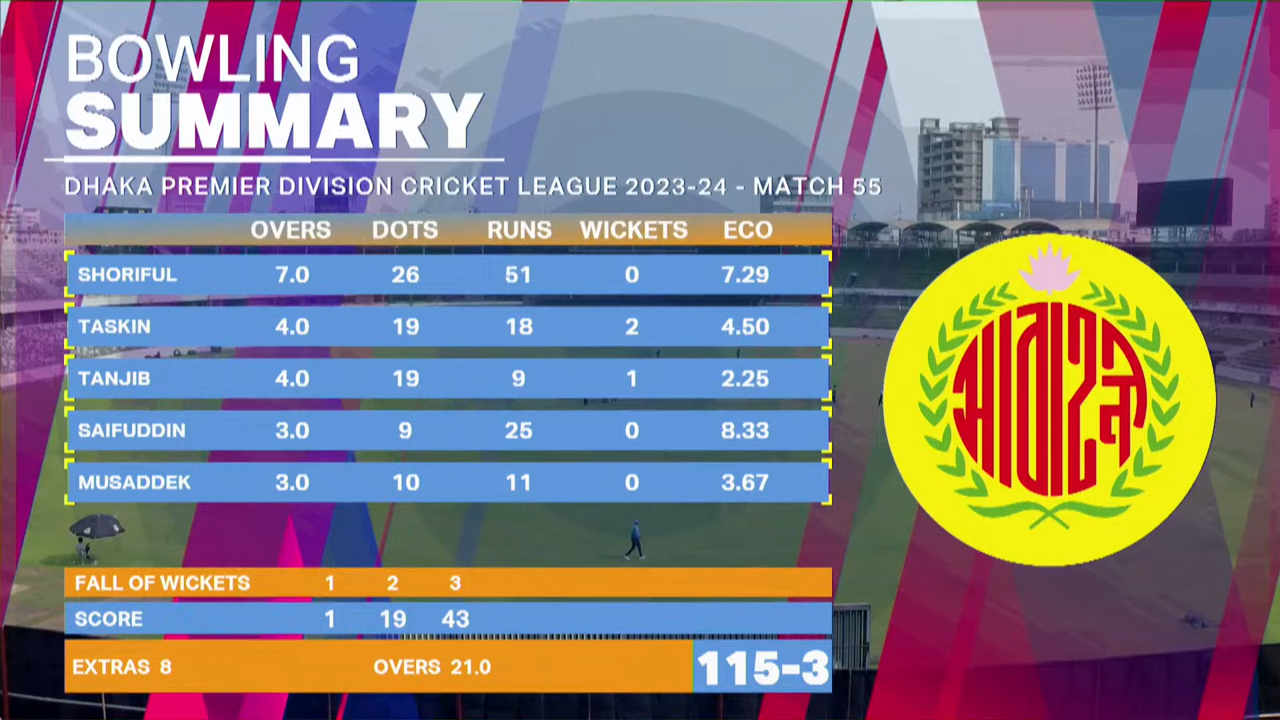 BOWLING
SUMMARY
DHAKA PREMIER DIVISION CRICKET LEAGUE 2023-24 - MATCH 55
OVERS DOTS RUNS WICKETS ECO
SHORIFUL 7.0 26 51 0 7.29
TASKIN 4.0 19 18 2 4.50
TANJIB 4.0 19 9 1 2.25
SAIFUDDIN 3.0 9 25 0 8.33
MUSADDEK 3.0 10 11 0 3.67
আবাহনী
FALL OF WICKETS 1 2 3
SCORE 1 19 43
EXTRAS 8 OVERS 21.0 115-3